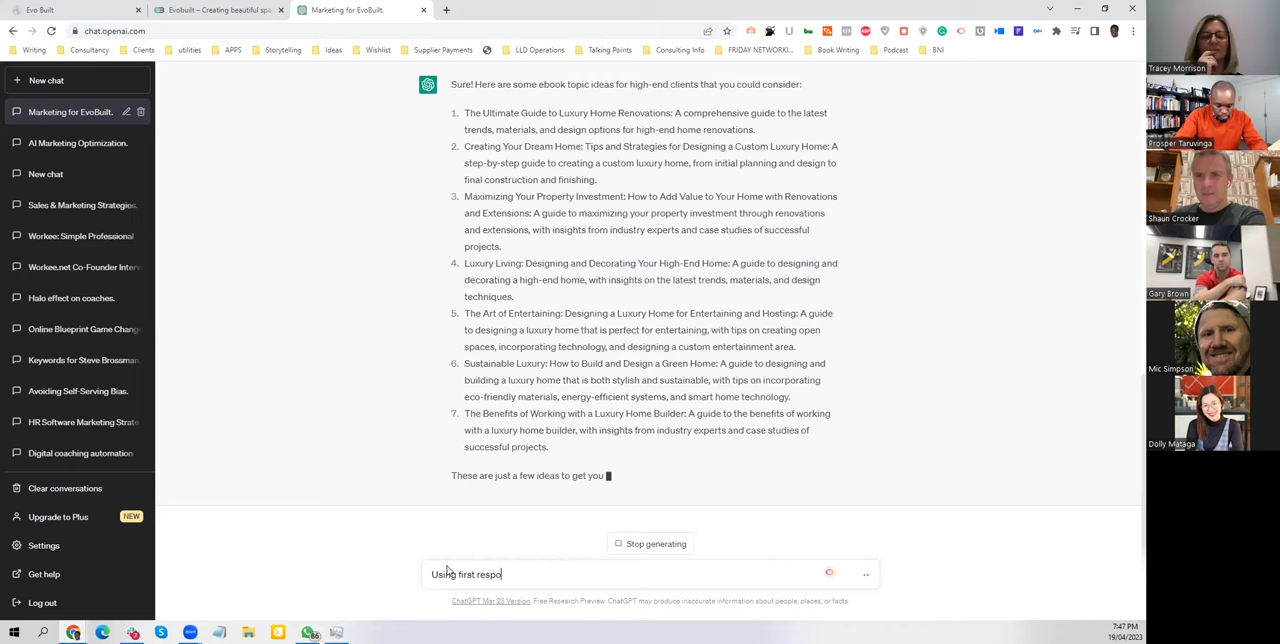 Evo Built
Evobuilt – Creating beautiful spa
Marketing for EvoBuilt.
chat.openai.com
Writing
Consultancy
Clients
utilities
APPS
Storytelling
Ideas
Wishlist
Supplier Payments
LLD Operations
Talking Points
Consulting Info
FRIDAY NETWORKI...
Book Writing
Podcast
BNI
New chat
Marketing for EvoBuilt.
AI Marketing Optimization.
New chat
Sales & Marketing Strategies.
Workee: Simple Professional
Workee.net Co-Founder Interv
Halo effect on coaches.
Online Blueprint Game Change
Keywords for Steve Brossman
Avoiding Self-Serving Bias.
HR Software Marketing Strate
Digital coaching automation
Clear conversations
Upgrade to Plus
NEW
Settings
Get help
Log out
Sure! Here are some ebook topic ideas for high-end clients that you could consider:
1. The Ultimate Guide to Luxury Home Renovations: A comprehensive guide to the latest
trends, materials, and design options for high-end home renovations.
2. Creating Your Dream Home: Tips and Strategies for Designing a Custom Luxury Home: A
step-by-step guide to creating a custom luxury home, from initial planning and design to
final construction and finishing.
3. Maximizing Your Property Investment: How to Add Value to Your Home with Renovations
and Extensions: A guide to maximizing your property investment through renovations
and extensions, with insights from industry experts and case studies of successful
projects.
4. Luxury Living: Designing and Decorating Your High-End Home: A guide to designing and
decorating a high-end home, with insights on the latest trends, materials, and design
techniques.
5. The Art of Entertaining: Designing a Luxury Home for Entertaining and Hosting: A guide
to designing a luxury home that is perfect for entertaining, with tips on creating open
spaces, incorporating technology, and designing a custom entertainment area.
6. Sustainable Luxury: How to Build and Design a Green Home: A guide to designing and
building a luxury home that is both stylish and sustainable, with tips on incorporating
eco-friendly materials, energy-efficient systems, and smart home technology.
7. The Benefits of Working with a Luxury Home Builder: A guide to the benefits of working
with a luxury home builder, with insights from industry experts and case studies of
successful projects.
These are just a few ideas to get you
Stop generating
Using first respo
ChatGPT Mar 23 Version. Free Research Preview. ChatGPT may produce inaccurate information about people, places, or facts.
86
7:47 PM
19/04/2023
Tracey Morrison
Prosper Taruvinga
Shaun Crocker
Gary Brown
Mic Simpson
Dolly Mataga